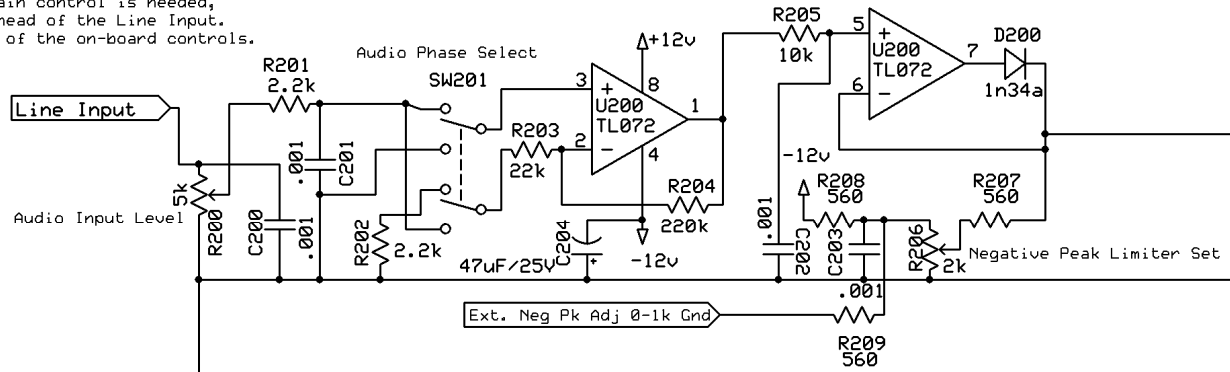 ain control is needed,
head of the Line Input.
of the on-board controls.
Audio Phase Select
SW201
R201
2.2k
Line Input
5k
R200
Audio Input Level
C200
.001
.001
C201
R202
2.2k
R203
22k
3
+
2
-
U200
TL072
8
4
1
+12v
-12v
R204
220k
C204
47uF/25V
+
R205
10k
.001
C202
5
+
6
-
U200
TL072
7
D200
1n34a
-12v
R208
560
C203
.001
R206
2k
R207
560
Negative Peak Limiter Set
Ext. Neg Pk Adj 0-1k Gnd
R209
560